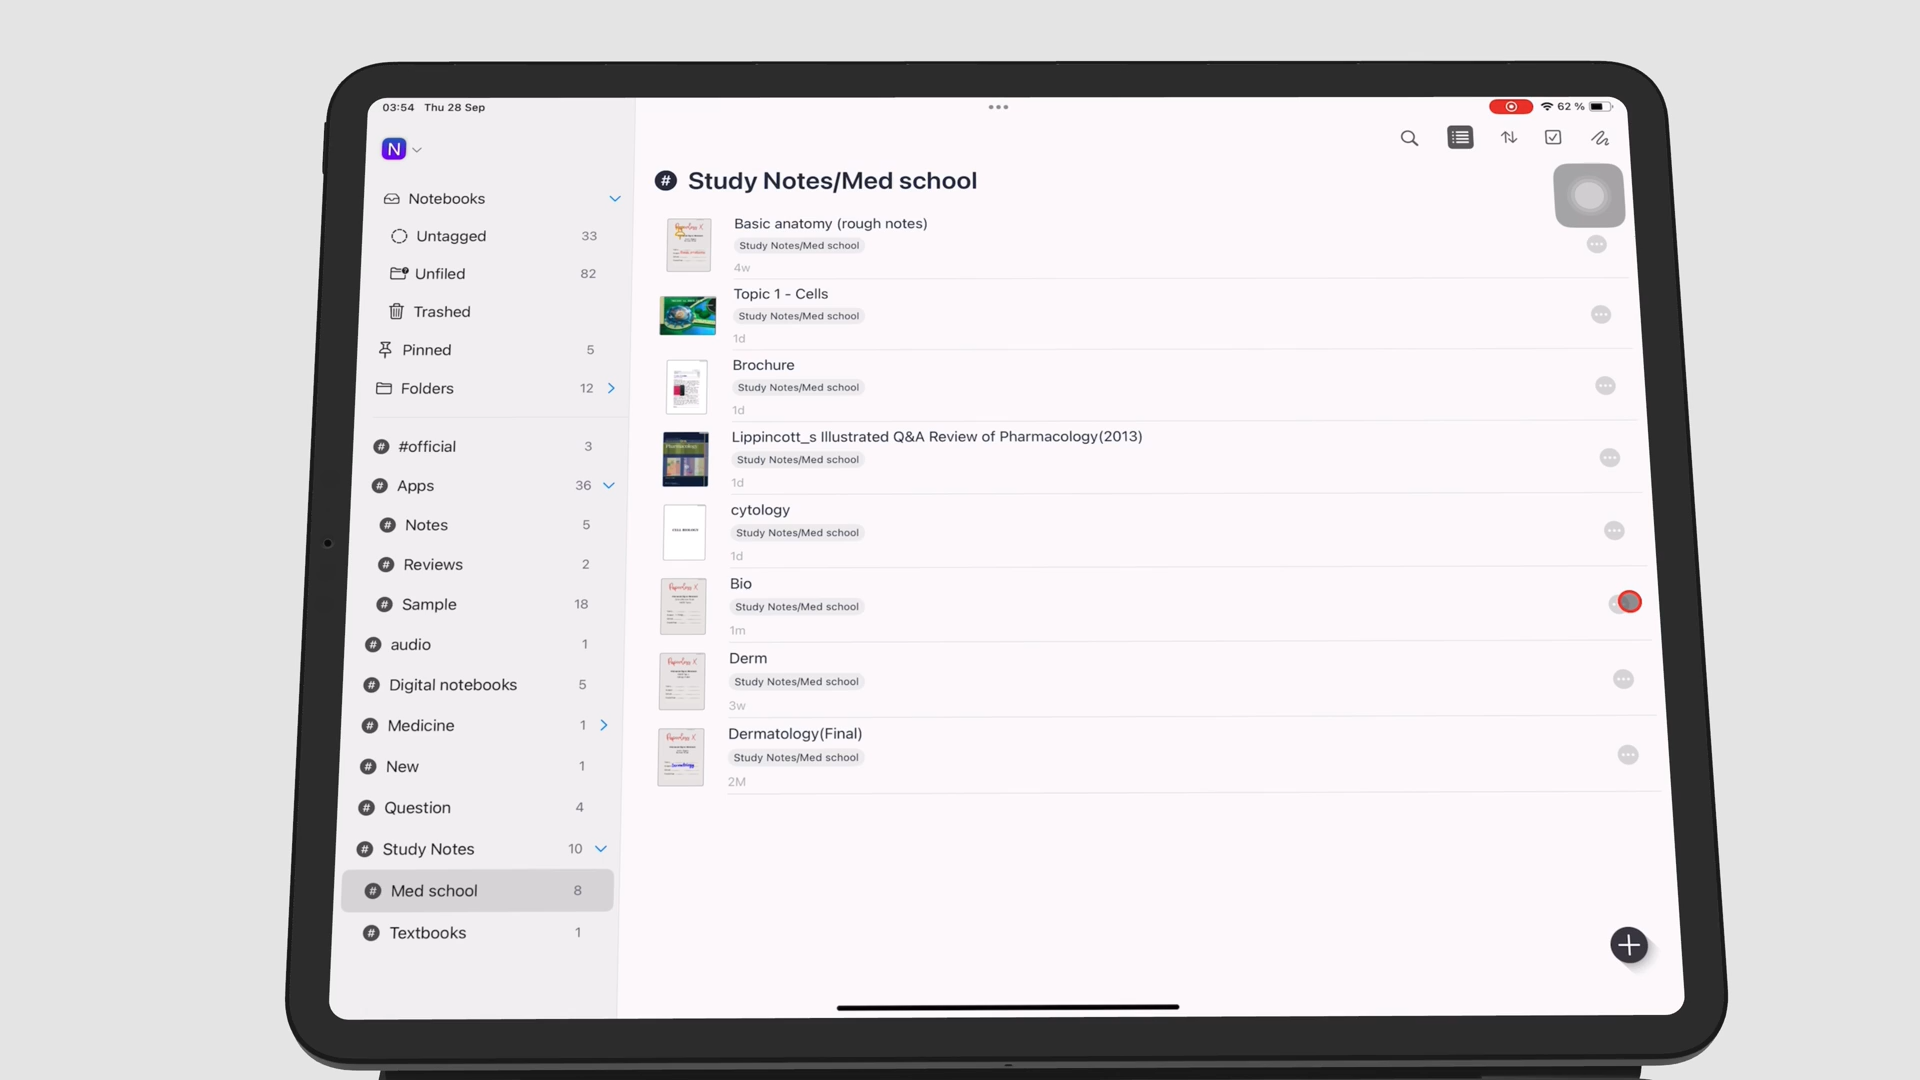 03:54 Thu 28 Sep
62 %
N
Notebooks
Untagged 33
Unfiled 82
Trashed
Pinned 5
Folders 12
#official 3
Apps 36
Notes 5
Reviews 2
Sample 18
audio 1
Digital notebooks 5
Medicine 1
New 1
Question 4
Study Notes 10
Med school 8
Textbooks 1
# Study Notes/Med school
Basic anatomy (rough notes)
Study Notes/Med school
4w
Topic 1 - Cells
Study Notes/Med school
1d
Brochure
Study Notes/Med school
1d
Lippincott_s Illustrated Q&A Review of Pharmacology(2013)
Study Notes/Med school
1d
cytology
Study Notes/Med school
1d
Bio
Study Notes/Med school
1m
Derm
Study Notes/Med school
3w
Dermatology(Final)
Study Notes/Med school
2M